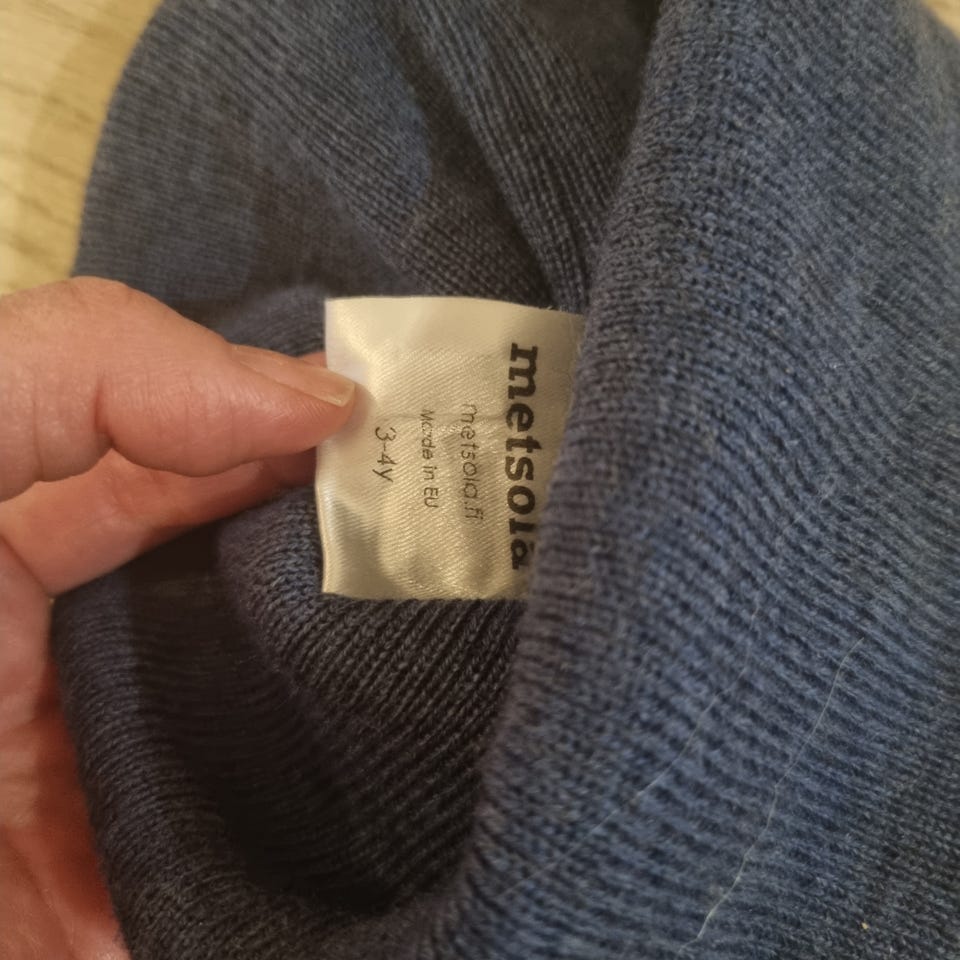 metsola
metsola.fi
Made in EU
3-4y